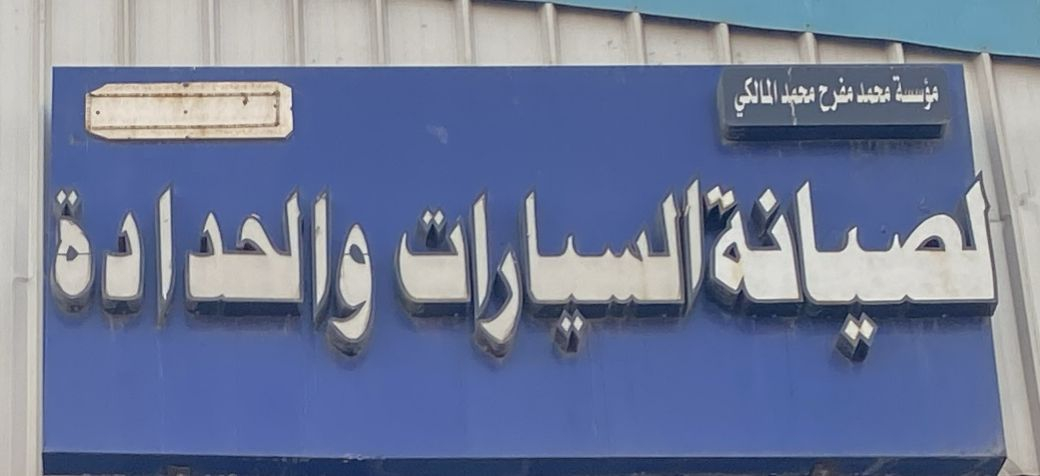 مؤسسة محمد مفرح محمد المالكي
لصيانة السيارات والحدادة